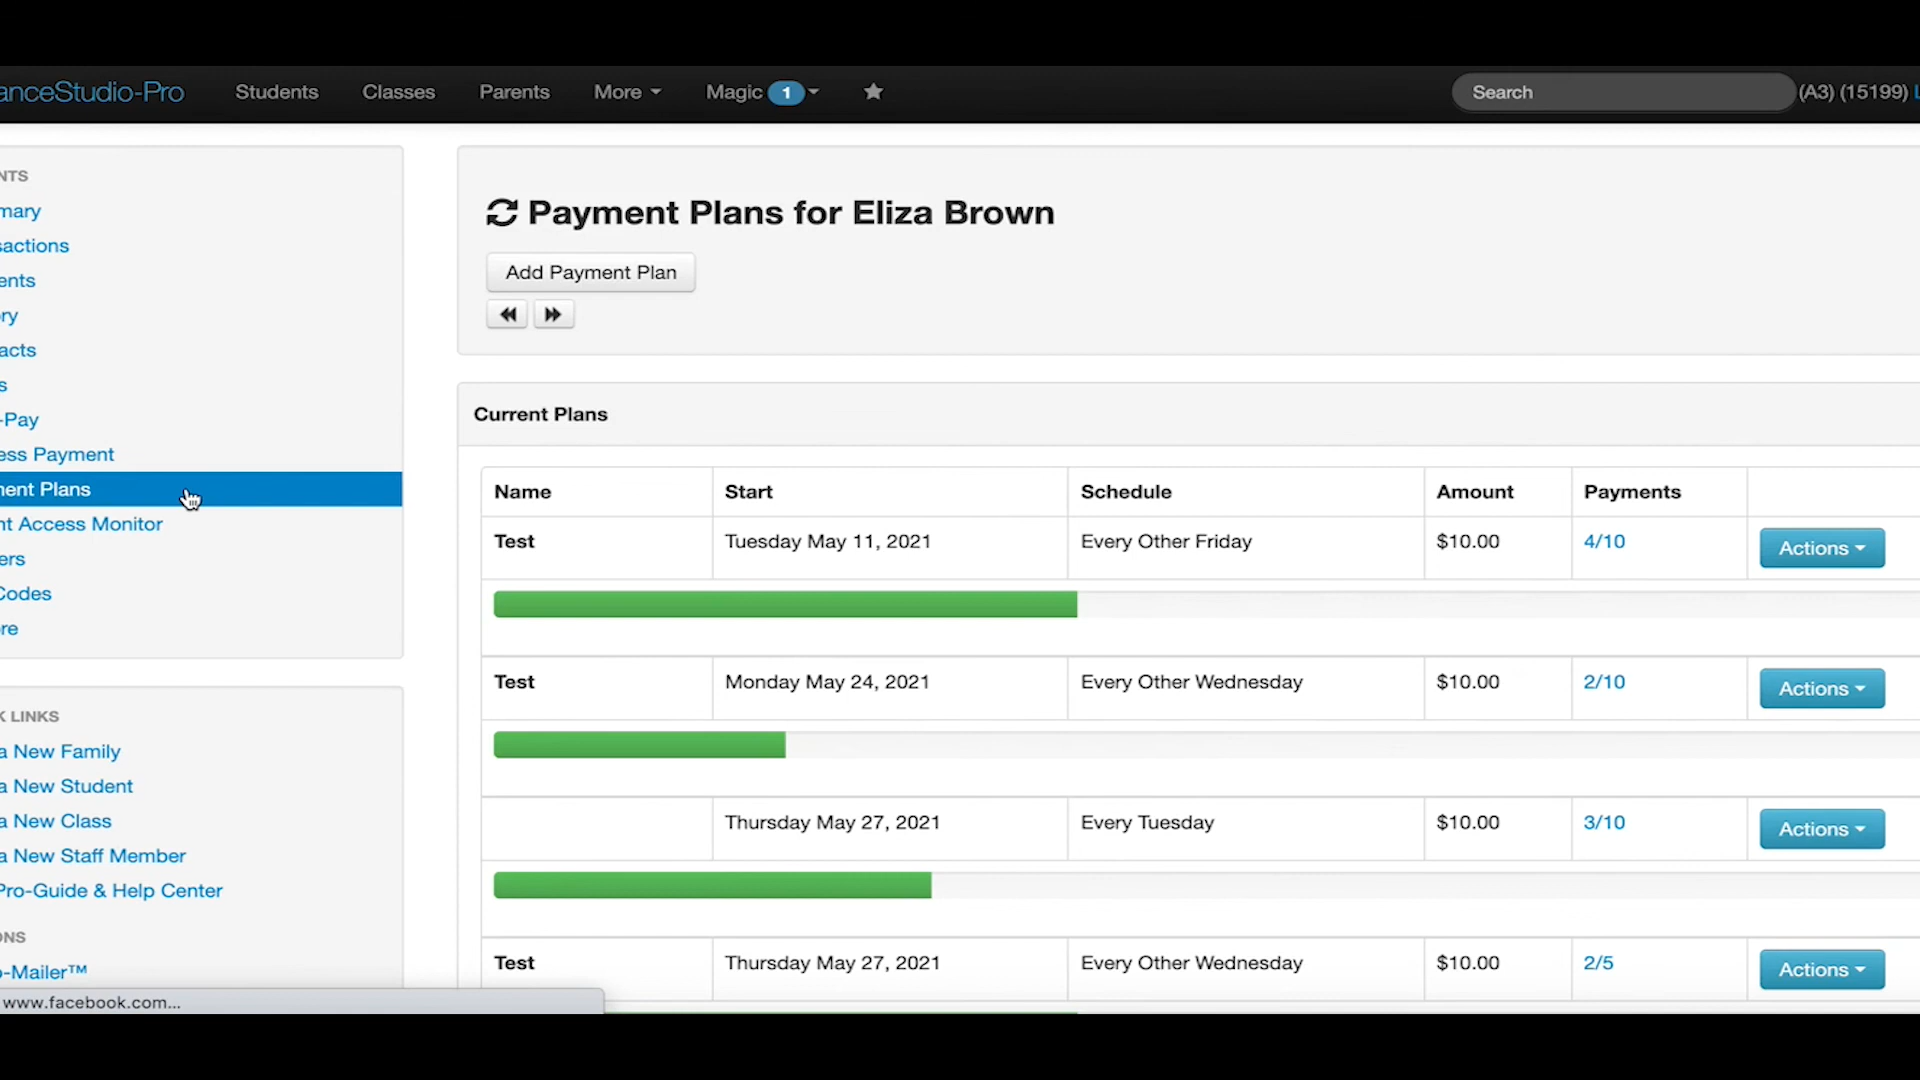 anceStudio-Pro Students Classes Parents More Magic 1 Search (A3) (15199) L
NTS
mary
sactions
ents
ry
acts
s
-Pay
ess Payment
ent Plans
nt Access Monitor
ers
Codes
re
K LINKS
a New Family
a New Student
a New Class
a New Staff Member
Pro-Guide & Help Center
ONS
o-Mailer™
www.facebook.com...
Payment Plans for Eliza Brown
Add Payment Plan
Current Plans
Name Start Schedule Amount Payments
Test Tuesday May 11, 2021 Every Other Friday $10.00 4/10 Actions
Test Monday May 24, 2021 Every Other Wednesday $10.00 2/10 Actions
Thursday May 27, 2021 Every Tuesday $10.00 3/10 Actions
Test Thursday May 27, 2021 Every Other Wednesday $10.00 2/5 Actions